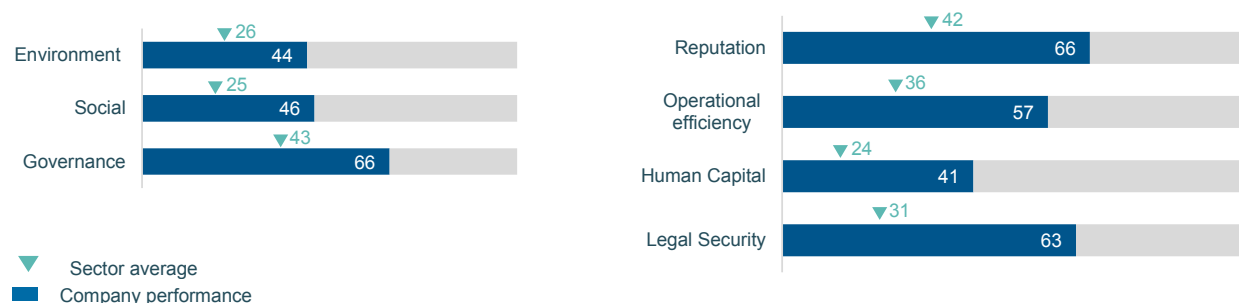 26
Environment
44
25
Social
46
43
Governance
66
42
Reputation
66
36
Operational
efficiency
57
24
Human Capital
41
31
Legal Security
63
Sector average
Company performance